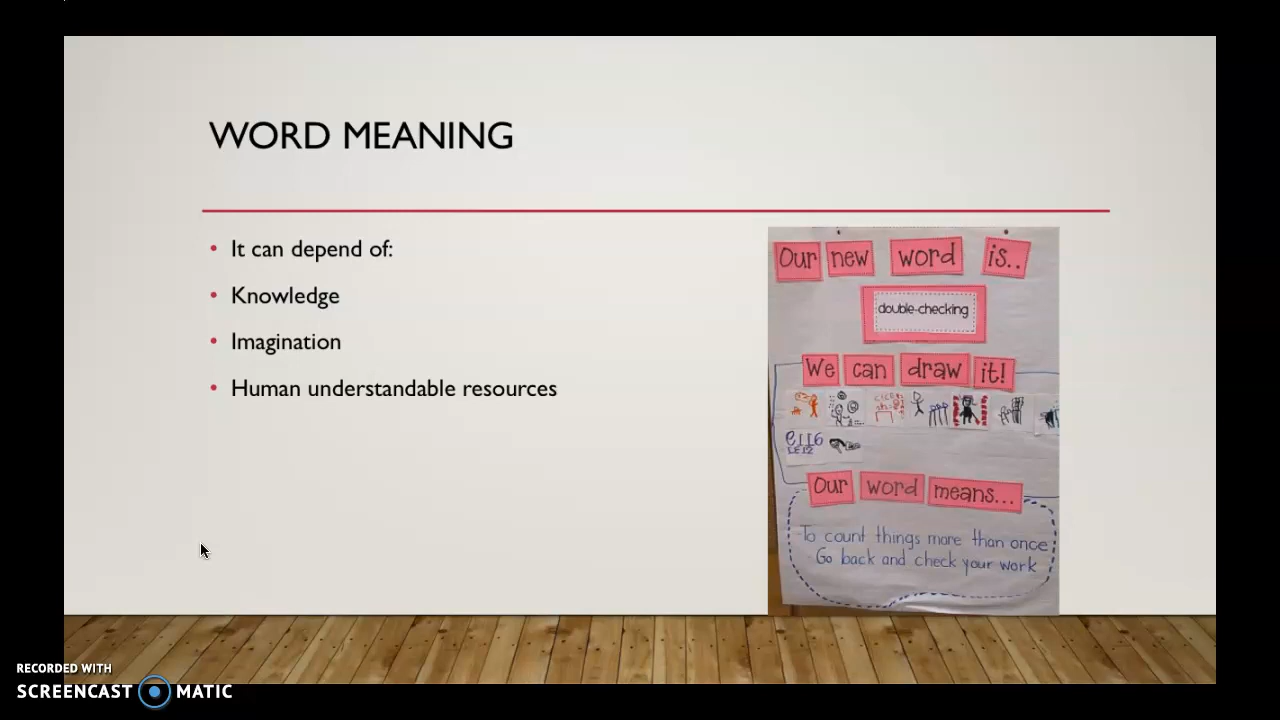 WORD MEANING
It can depend of:
Knowledge
Imagination
Human understandable resources
Our new word is..
double-checking
We can draw it!
Our word means...
To count things more than once
Go back and check your work
RECORDED WITH
SCREENCAST MATIC